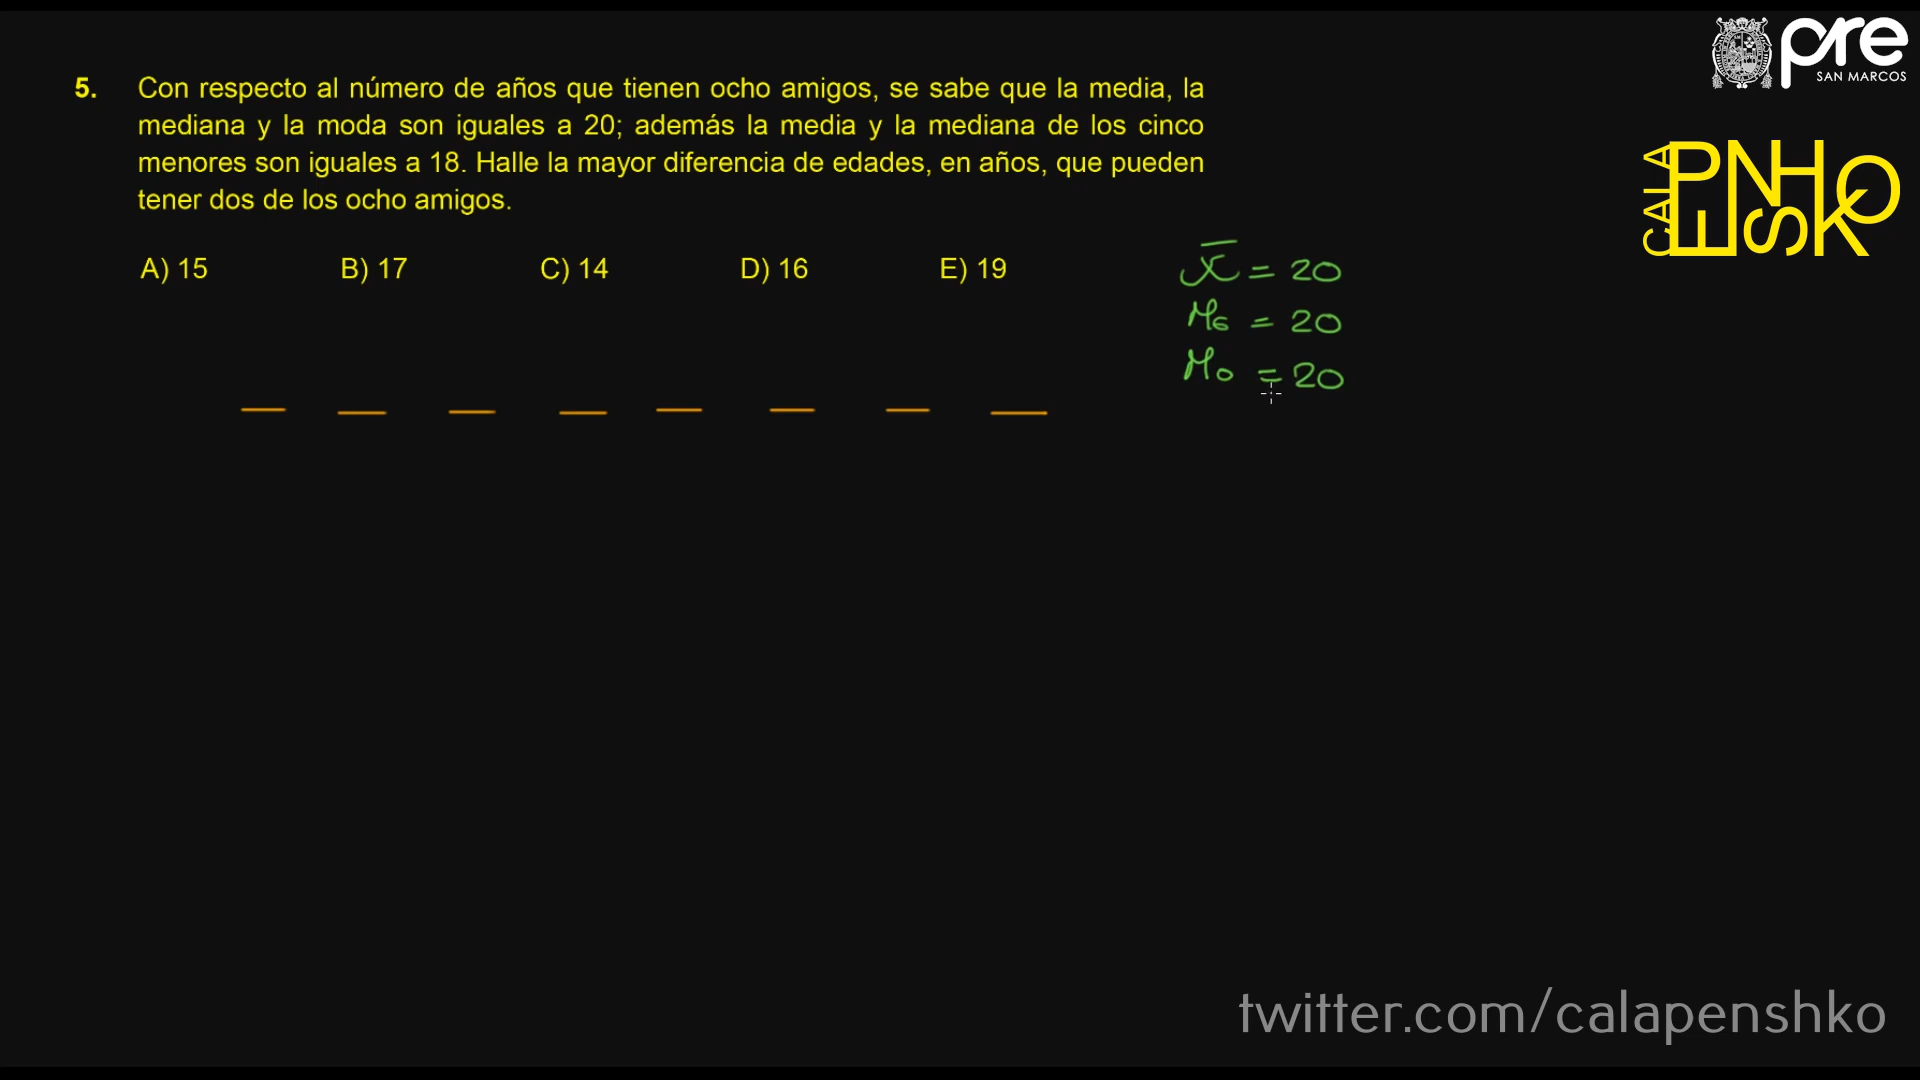 pre
SAN MARCOS
5. Con respecto al número de años que tienen ocho amigos, se sabe que la media, la
mediana y la moda son iguales a 20; además la media y la mediana de los cinco
menores son iguales a 18. Halle la mayor diferencia de edades, en años, que pueden
tener dos de los ocho amigos.
CALA
PENSHKO
A) 15 B) 17 C) 14 D) 16 E) 19
x̄ = 20
Me = 20
Mo = 20
twitter.com/calapenshko